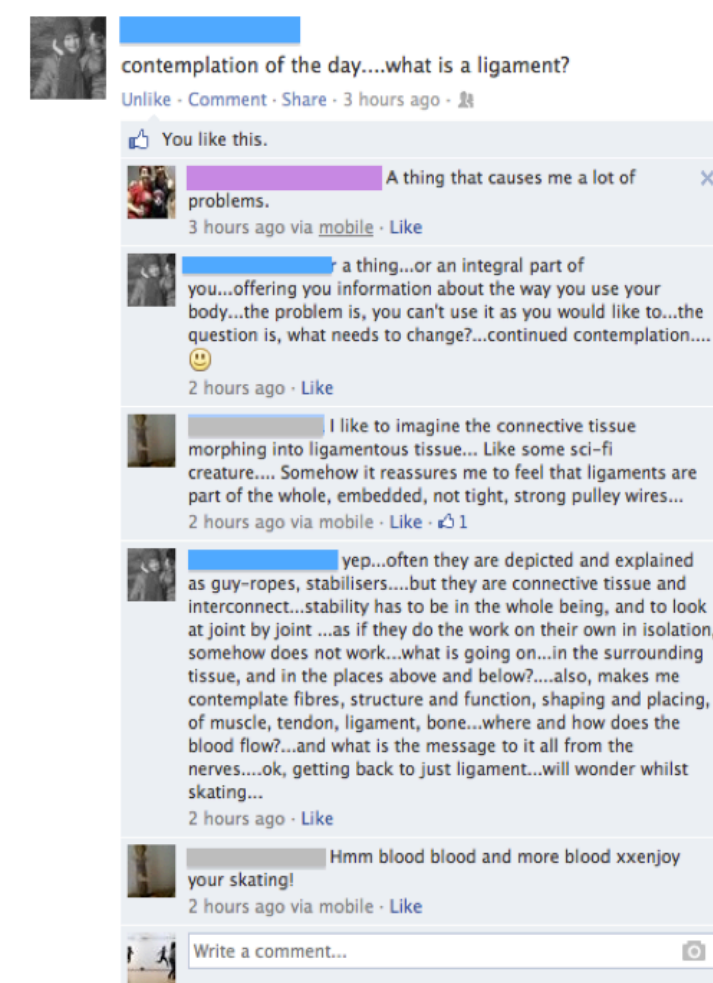 contemplation of the day....what is a ligament?
Unlike · Comment · Share · 3 hours ago ·
You like this.
A thing that causes me a lot of
problems.
3 hours ago via mobile · Like
a thing...or an integral part of
you...offering you information about the way you use your
body...the problem is, you can't use it as you would like to...the
question is, what needs to change?...continued contemplation....
2 hours ago · Like
I like to imagine the connective tissue
morphing into ligamentous tissue... Like some sci-fi
creature.... Somehow it reassures me to feel that ligaments are
part of the whole, embedded, not tight, strong pulley wires...
2 hours ago via mobile · Like · 1
yep...often they are depicted and explained
as guy-ropes, stabilisers....but they are connective tissue and
interconnect...stability has to be in the whole being, and to look
at joint by joint ...as if they do the work on their own in isolation,
somehow does not work...what is going on...in the surrounding
tissue, and in the places above and below?....also, makes me
contemplate fibres, structure and function, shaping and placing,
of muscle, tendon, ligament, bone...where and how does the
blood flow?...and what is the message to it all from the
nerves....ok, getting back to just ligament...will wonder whilst
skating...
2 hours ago · Like
Hmm blood blood and more blood xxenjoy
your skating!
2 hours ago via mobile · Like
Write a comment...